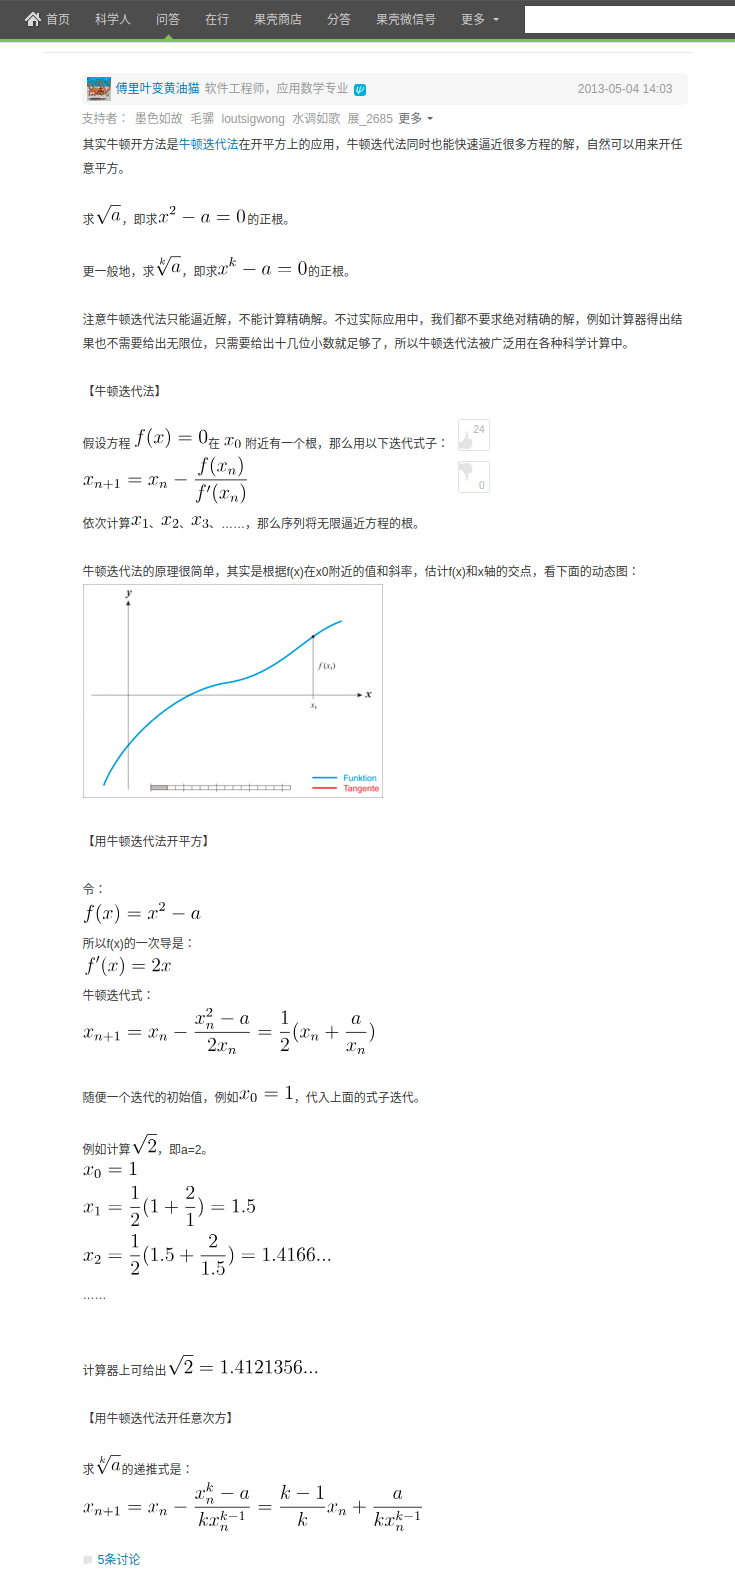 首页 科学人 问答 在行 果壳商店 分答 果壳微信号 更多
傅里叶变黄油猫 软件工程师，应用数学专业 2013-05-04 14:03
支持者： 墨色如故 毛骡 loutsigwong 水调如歌 展_2685 更多
其实牛顿开方法是牛顿迭代法在开平方上的应用，牛顿迭代法同时也能快速逼近很多方程的解，自然可以用来开任
意平方。
求√a，即求x^2 − a = 0的正根。
更一般地，求\sqrt[k]{a}，即求x^k − a = 0的正根。
注意牛顿迭代法只能逼近解，不能计算精确解。不过实际应用中，我们都不要求绝对精确的解，例如计算器得出结
果也不需要给出无限位，只需要给出十几位小数就足够了，所以牛顿迭代法被广泛用在各种科学计算中。
【牛顿迭代法】
24
假设方程 f(x) = 0在 x_0 附近有一个根，那么用以下迭代式子：
x_{n+1} = x_n − \frac{f(x_n)}{f′(x_n)}
0
依次计算x_1、x_2、x_3、……，那么序列将无限逼近方程的根。
牛顿迭代法的原理很简单，其实是根据f(x)在x0附近的值和斜率，估计f(x)和x轴的交点，看下面的动态图：
y
f(x_1)
x
x_1
Funktion
Tangente
【用牛顿迭代法开平方】
令：
f(x) = x^2 − a
所以f(x)的一次导是：
f′(x) = 2x
牛顿迭代式：
x_{n+1} = x_n − \frac{x_n^2 − a}{2x_n} = \frac{1}{2}(x_n + \frac{a}{x_n})
随便一个迭代的初始值，例如x_0 = 1，代入上面的式子迭代。
例如计算√2，即a=2。
x_0 = 1
x_1 = \frac{1}{2}(1 + \frac{2}{1}) = 1.5
x_2 = \frac{1}{2}(1.5 + \frac{2}{1.5}) = 1.4166...
……
计算器上可给出√2 = 1.4121356...
【用牛顿迭代法开任意次方】
求\sqrt[k]{a}的递推式是：
x_{n+1} = x_n − \frac{x_n^k − a}{kx_n^{k−1}} = \frac{k − 1}{k}x_n + \frac{a}{kx_n^{k−1}}
5条讨论